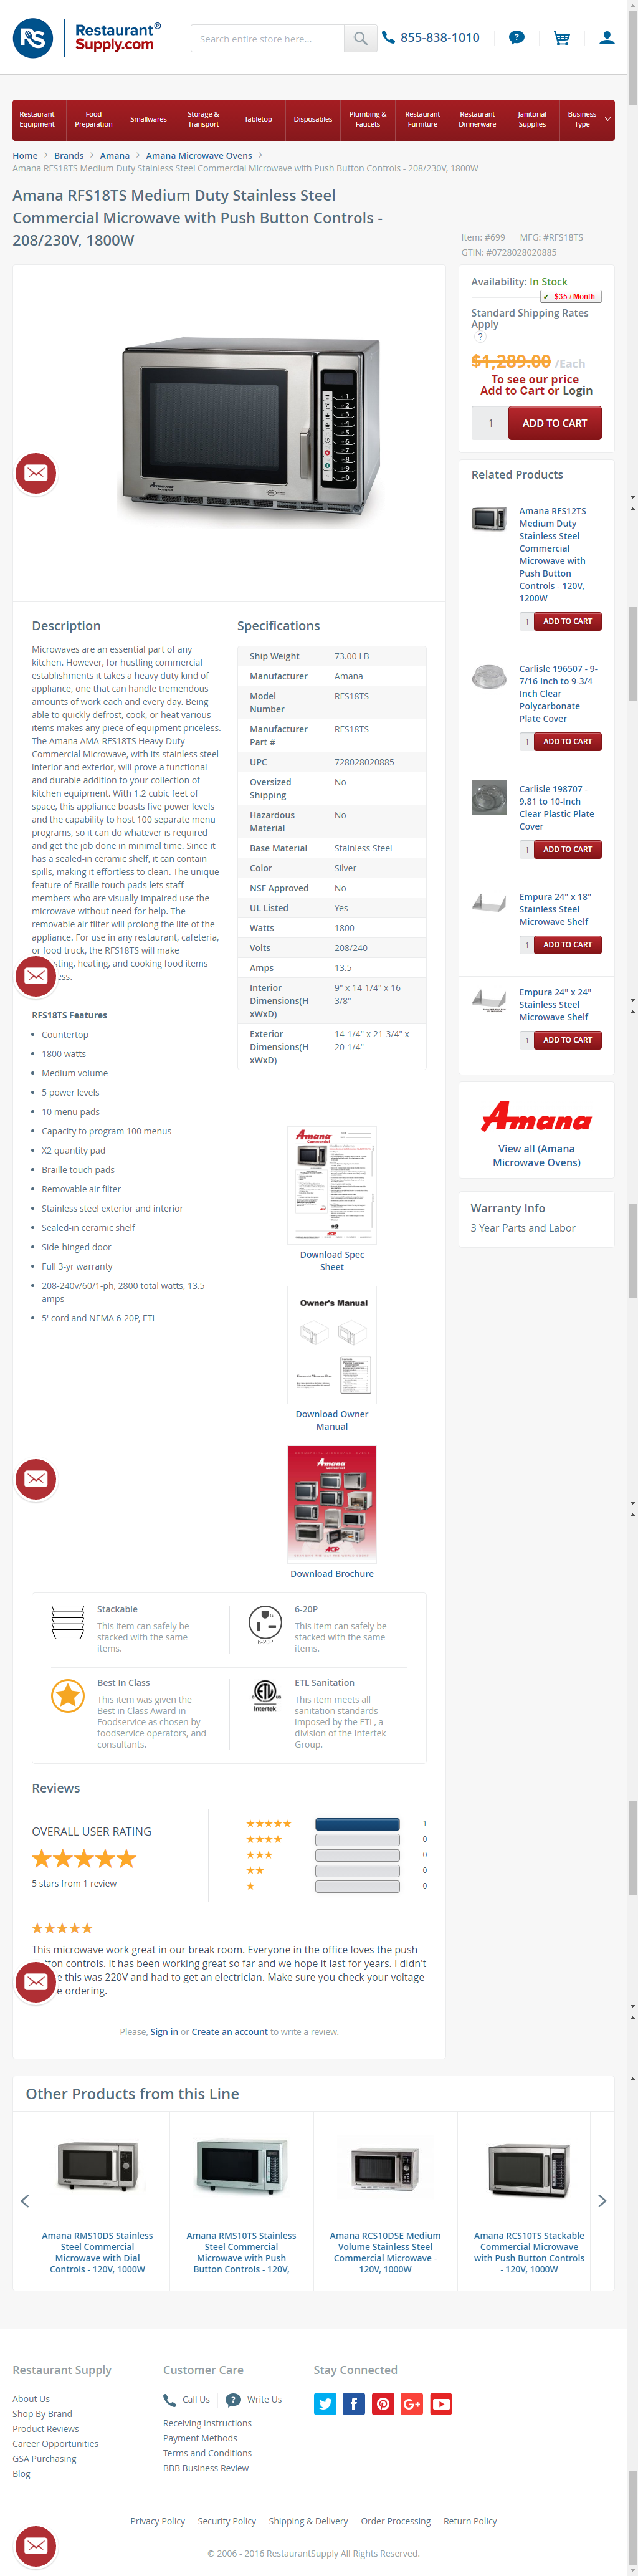 Restaurant®
Supply.com
Search entire store here...
855-838-1010
Restaurant Equipment
Food Preparation
Smallwares
Storage & Transport
Tabletop
Disposables
Plumbing & Faucets
Restaurant Furniture
Restaurant Dinnerware
Janitorial Supplies
Business Type
Home > Brands > Amana > Amana Microwave Ovens >
Amana RFS18TS Medium Duty Stainless Steel Commercial Microwave with Push Button Controls - 208/230V, 1800W
Amana RFS18TS Medium Duty Stainless Steel
Commercial Microwave with Push Button Controls -
208/230V, 1800W
Item: #699 MFG: #RFS18TS
GTIN: #0728028020885
Availability: In Stock
$35 / Month
Standard Shipping Rates
Apply
?
$1,289.00 /Each
To see our price
Add to Cart or Login
1 ADD TO CART
Related Products
Amana RFS12TS
Medium Duty
Stainless Steel
Commercial
Microwave with
Push Button
Controls - 120V,
1200W
1 ADD TO CART
Carlisle 196507 - 9-
7/16 Inch to 9-3/4
Inch Clear
Polycarbonate
Plate Cover
1 ADD TO CART
Carlisle 198707 -
9.81 to 10-Inch
Clear Plastic Plate
Cover
1 ADD TO CART
Empura 24" x 18"
Stainless Steel
Microwave Shelf
1 ADD TO CART
Empura 24" x 24"
Stainless Steel
Microwave Shelf
1 ADD TO CART
Amana
View all (Amana
Microwave Ovens)
Warranty Info
3 Year Parts and Labor
Description
Microwaves are an essential part of any
kitchen. However, for hustling commercial
establishments it takes a heavy duty kind of
appliance, one that can handle tremendous
amounts of work each and every day. Being
able to quickly defrost, cook, or heat various
items makes any piece of equipment priceless.
The Amana AMA-RFS18TS Heavy Duty
Commercial Microwave, with its stainless steel
interior and exterior, will prove a functional
and durable addition to your collection of
kitchen equipment. With 1.2 cubic feet of
space, this appliance boasts five power levels
and the capability to host 100 separate menu
programs, so it can do whatever is required
and get the job done in minimal time. Since it
has a sealed-in ceramic shelf, it can contain
spills, making it effortless to clean. The unique
feature of Braille touch pads lets staff
members who are visually-impaired use the
microwave without need for help. The
removable air filter will prolong the life of the
appliance. For use in any restaurant, cafeteria,
or food truck, the RFS18TS will make
sting, heating, and cooking food items
ess.
RFS18TS Features
Countertop
1800 watts
Medium volume
5 power levels
10 menu pads
Capacity to program 100 menus
X2 quantity pad
Braille touch pads
Removable air filter
Stainless steel exterior and interior
Sealed-in ceramic shelf
Side-hinged door
Full 3-yr warranty
208-240v/60/1-ph, 2800 total watts, 13.5
amps
5' cord and NEMA 6-20P, ETL
Specifications
Ship Weight 73.00 LB
Manufacturer Amana
Model Number RFS18TS
Manufacturer Part # RFS18TS
UPC 728028020885
Oversized Shipping No
Hazardous Material No
Base Material Stainless Steel
Color Silver
NSF Approved No
UL Listed Yes
Watts 1800
Volts 208/240
Amps 13.5
Interior Dimensions(HxWxD) 9" x 14-1/4" x 16-3/8"
Exterior Dimensions(HxWxD) 14-1/4" x 21-3/4" x 20-1/4"
Amana
Download Spec
Sheet
Owner's Manual
Download Owner
Manual
Amana
ACP
Download Brochure
Stackable
This item can safely be
stacked with the same
items.
6-20P
This item can safely be
stacked with the same
items.
Best In Class
This item was given the
Best in Class Award in
Foodservice as chosen by
foodservice operators, and
consultants.
ETL
Intertek
ETL Sanitation
This item meets all
sanitation standards
imposed by the ETL, a
division of the Intertek
Group.
Reviews
OVERALL USER RATING
5 stars from 1 review
1
0
0
0
0
This microwave work great in our break room. Everyone in the office loves the push
ton controls. It has been working great so far and we hope it last for years. I didn't
e this was 220V and had to get an electrician. Make sure you check your voltage
e ordering.
Please, Sign in or Create an account to write a review.
Other Products from this Line
Amana RMS10DS Stainless
Steel Commercial
Microwave with Dial
Controls - 120V, 1000W
Amana RMS10TS Stainless
Steel Commercial
Microwave with Push
Button Controls - 120V,
Amana RCS10DSE Medium
Volume Stainless Steel
Commercial Microwave -
120V, 1000W
Amana RCS10TS Stackable
Commercial Microwave
with Push Button Controls
- 120V, 1000W
Restaurant Supply
About Us
Shop By Brand
Product Reviews
Career Opportunities
GSA Purchasing
Blog
Customer Care
Call Us
Write Us
Receiving Instructions
Payment Methods
Terms and Conditions
BBB Business Review
Stay Connected
Privacy Policy Security Policy Shipping & Delivery Order Processing Return Policy
© 2006 - 2016 RestaurantSupply All Rights Reserved.